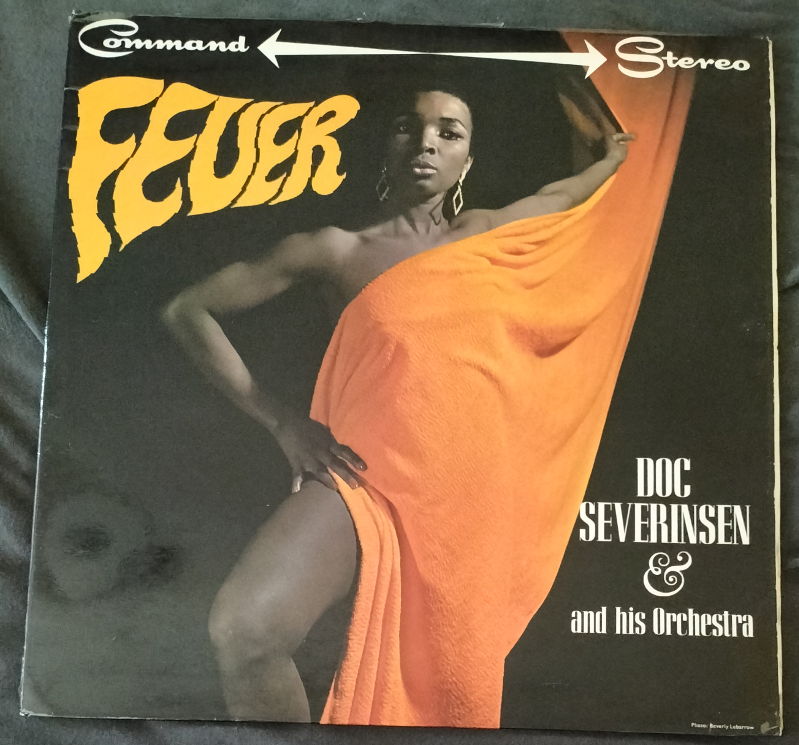 Command Stereo
FEVER
DOC
SEVERINSEN
&
and his Orchestra
Photo: Beverly Lebarrow